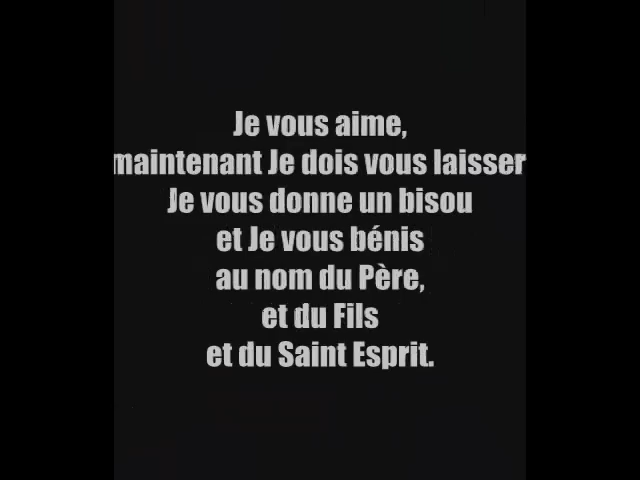 Je vous aime,
maintenant Je dois vous laisser
Je vous donne un bisou
et Je vous bénis
au nom du Père,
et du Fils
et du Saint Esprit.